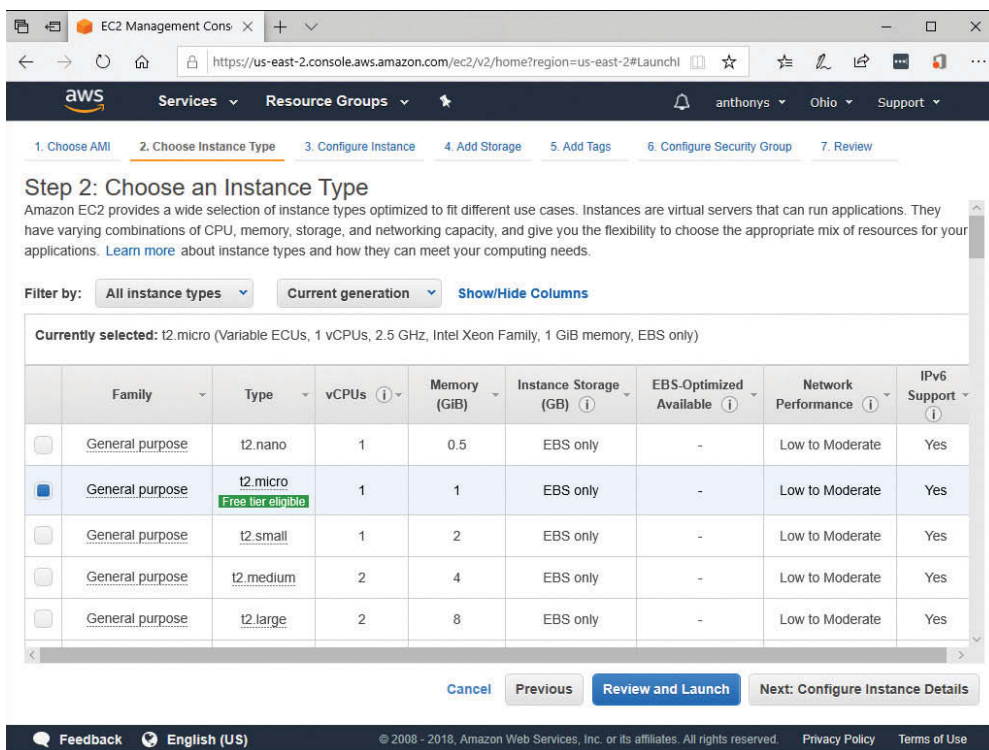 EC2 Management Cons
https://us-east-2.console.aws.amazon.com/ec2/v2/home?region=us-east-2#LaunchI
aws Services Resource Groups anthonys Ohio Support
1. Choose AMI 2. Choose Instance Type 3. Configure Instance 4. Add Storage 5. Add Tags 6. Configure Security Group 7. Review
Step 2: Choose an Instance Type
Amazon EC2 provides a wide selection of instance types optimized to fit different use cases. Instances are virtual servers that can run applications. They
have varying combinations of CPU, memory, storage, and networking capacity, and give you the flexibility to choose the appropriate mix of resources for your
applications. Learn more about instance types and how they can meet your computing needs.
Filter by: All instance types Current generation Show/Hide Columns
Currently selected: t2.micro (Variable ECUs, 1 vCPUs, 2.5 GHz, Intel Xeon Family, 1 GiB memory, EBS only)
Family Type vCPUs Memory (GiB) Instance Storage (GB) EBS-Optimized Available Network Performance IPv6 Support
General purpose t2.nano 1 0.5 EBS only - Low to Moderate Yes
General purpose t2.micro Free tier eligible 1 1 EBS only - Low to Moderate Yes
General purpose t2.small 1 2 EBS only - Low to Moderate Yes
General purpose t2.medium 2 4 EBS only - Low to Moderate Yes
General purpose t2.large 2 8 EBS only - Low to Moderate Yes
Cancel Previous Review and Launch Next: Configure Instance Details
Feedback English (US) © 2008 - 2018, Amazon Web Services, Inc. or its affiliates. All rights reserved. Privacy Policy Terms of Use